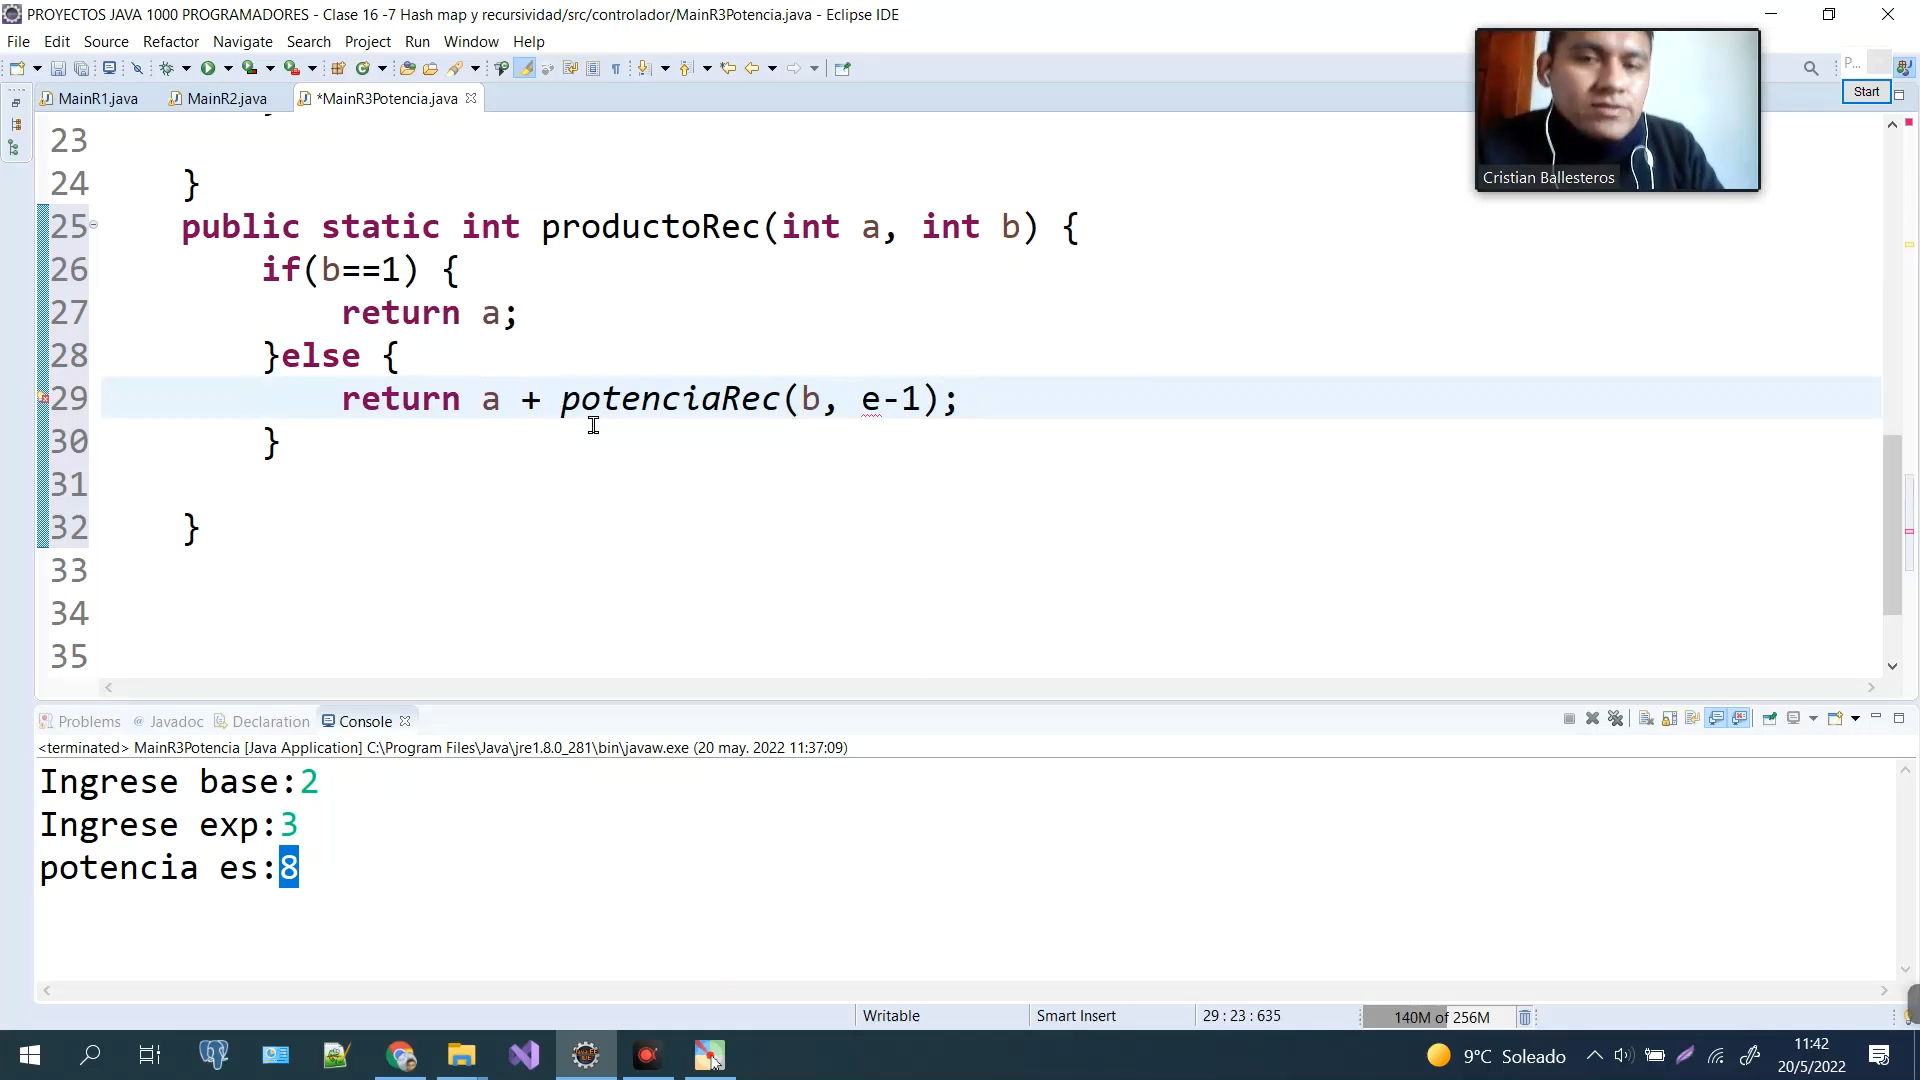 PROYECTOS JAVA 1000 PROGRAMADORES - Clase 16 -7 Hash map y recursividad/src/controlador/MainR3Potencia.java - Eclipse IDE
File Edit Source Refactor Navigate Search Project Run Window Help
P...
Start
MainR1.java MainR2.java *MainR3Potencia.java
Cristian Ballesteros
23
24 }
25 public static int productoRec(int a, int b) {
26 if(b==1) {
27 return a;
28 }else {
29 return a + potenciaRec(b, e-1);
30 }
31
32 }
33
34
35
Problems @ Javadoc Declaration Console
<terminated> MainR3Potencia [Java Application] C:\Program Files\Java\jre1.8.0_281\bin\javaw.exe (20 may. 2022 11:37:09)
Ingrese base:2
Ingrese exp:3
potencia es:8
Writable Smart Insert 29 : 23 : 635 140M of 256M
9°C Soleado
11:42
20/5/2022